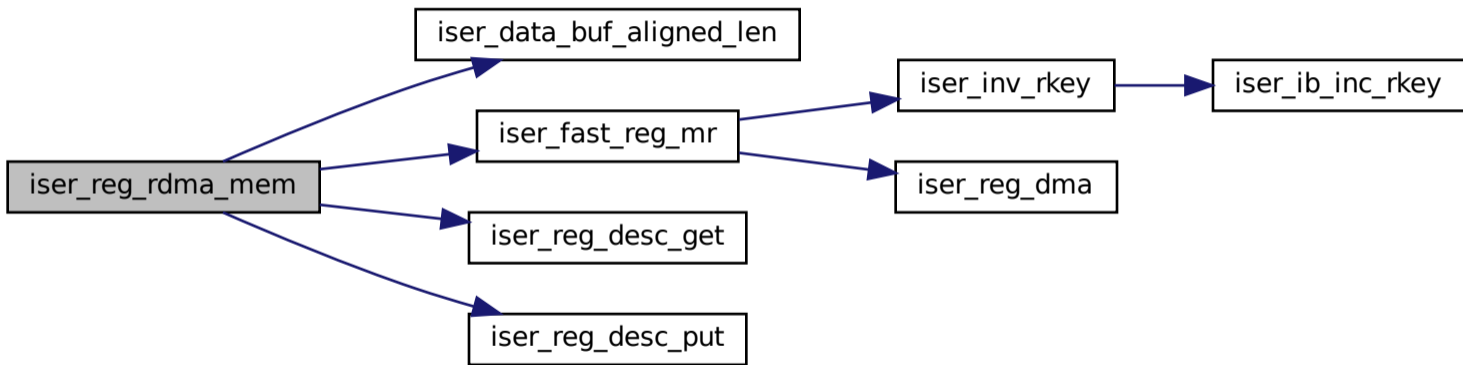 iser_data_buf_aligned_len
iser_inv_rkey
iser_ib_inc_rkey
iser_fast_reg_mr
iser_reg_rdma_mem
iser_reg_dma
iser_reg_desc_get
iser_reg_desc_put